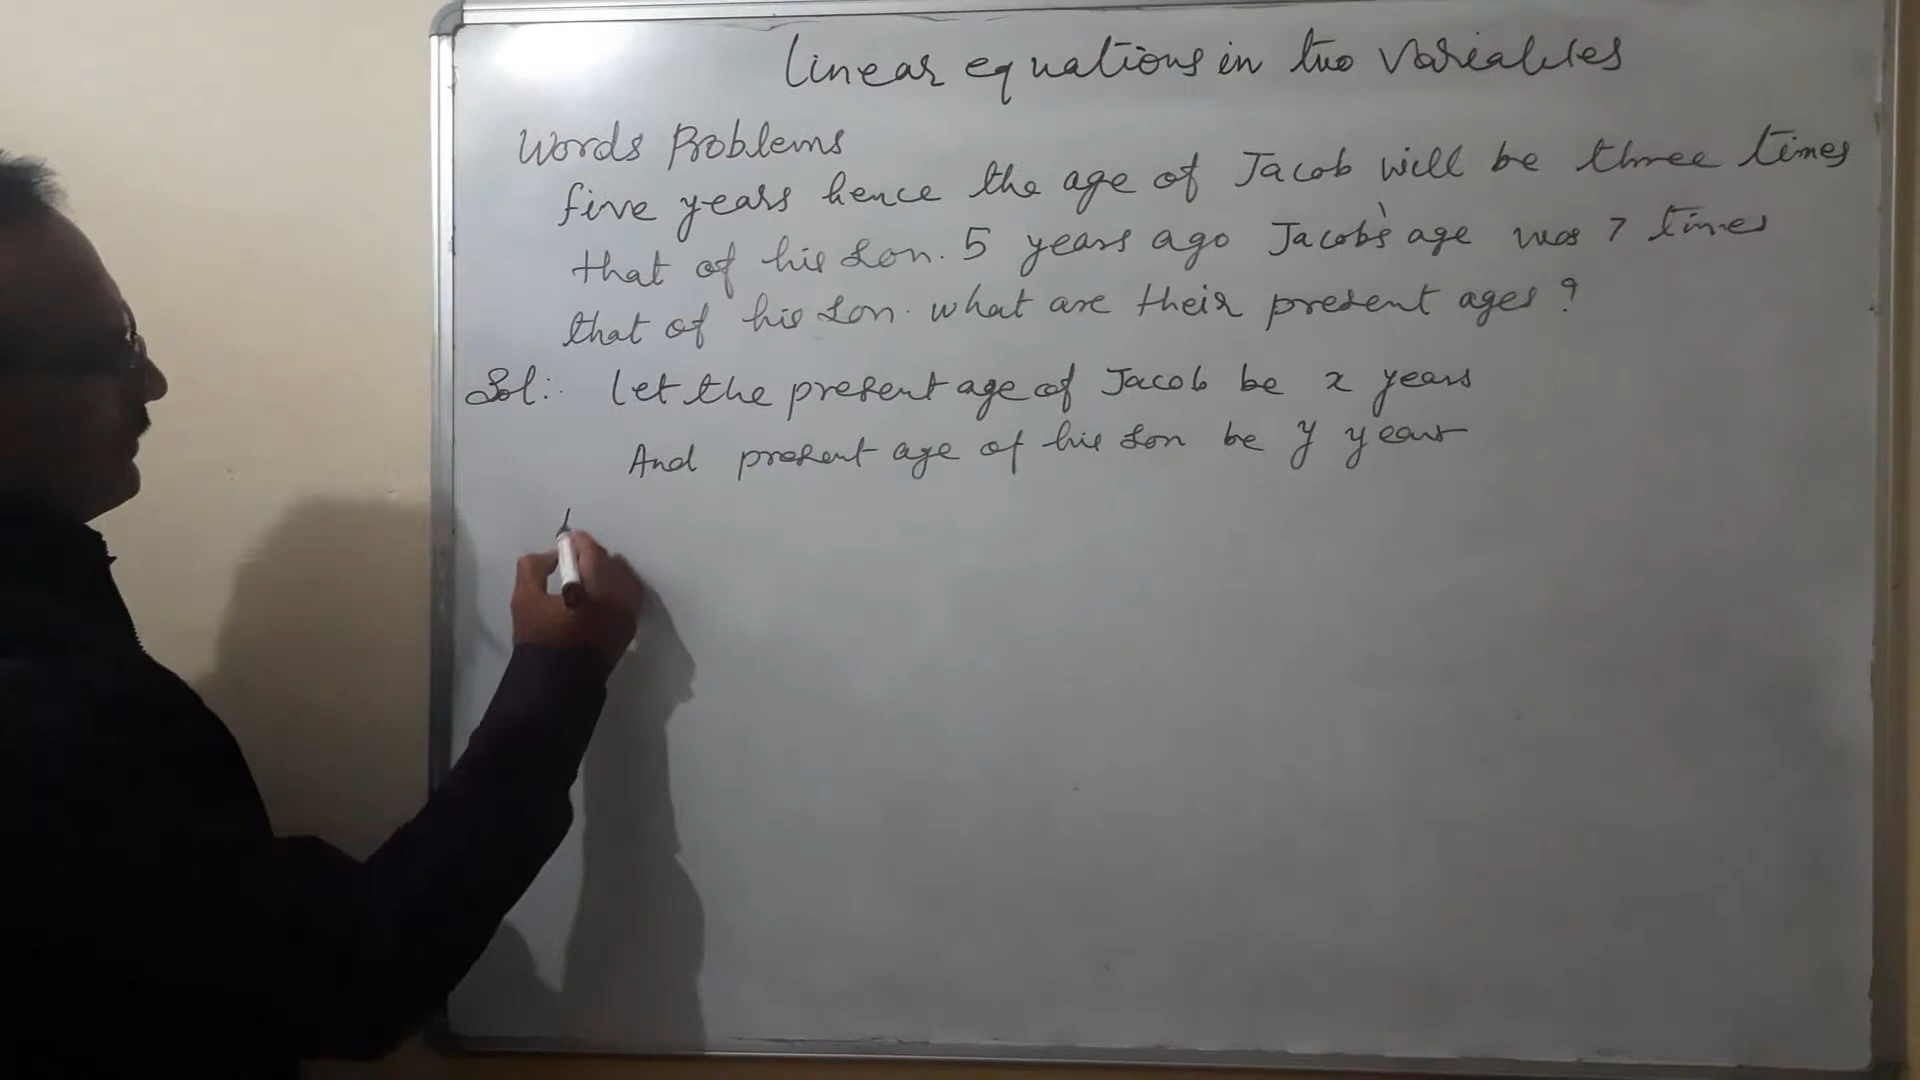 Linear equations in two Variables
Words Problems
five years hence the age of Jacob will be three times
that of his son. 5 years ago Jacob's age was 7 times
that of his son. what are their present ages?
Sol:- Let the present age of Jacob be x years
And present age of his son be y years